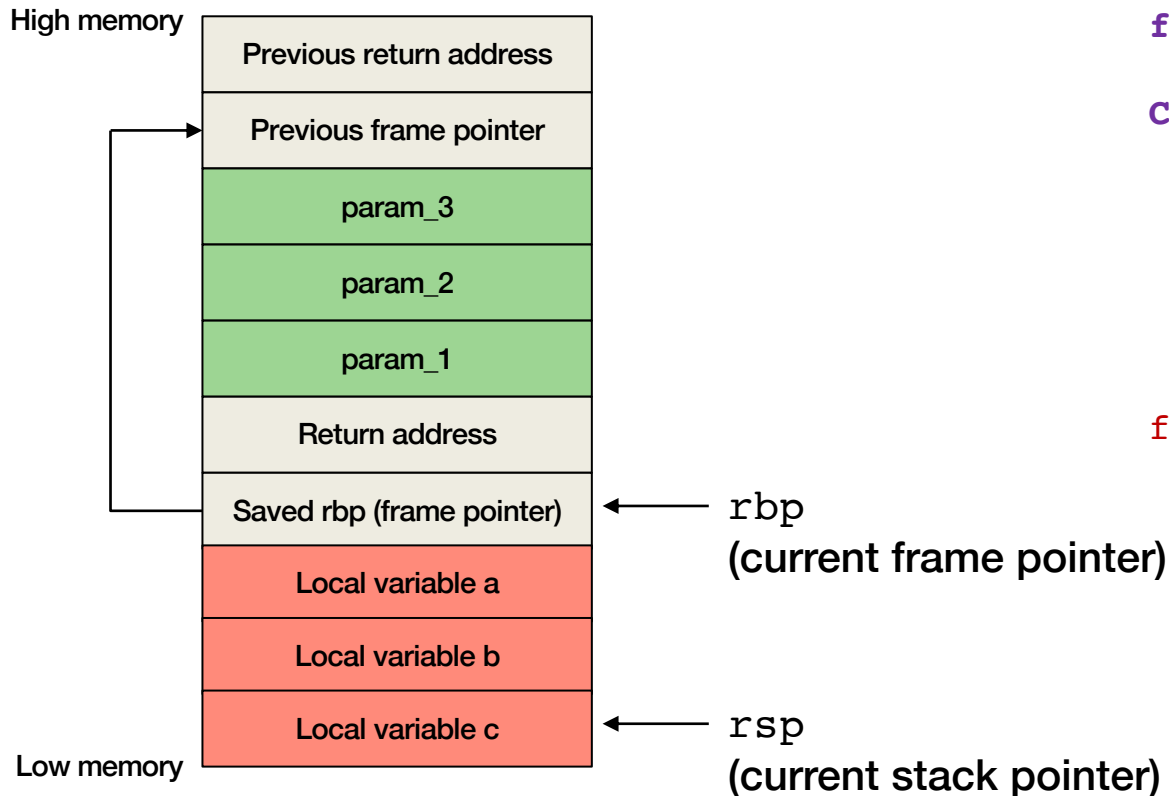 High memory
f
Previous return address
C
Previous frame pointer
param_3
param_2
param_1
Return address
f
Saved rbp (frame pointer)
rbp
(current frame pointer)
Local variable a
Local variable b
Local variable c
rsp
(current stack pointer)
Low memory